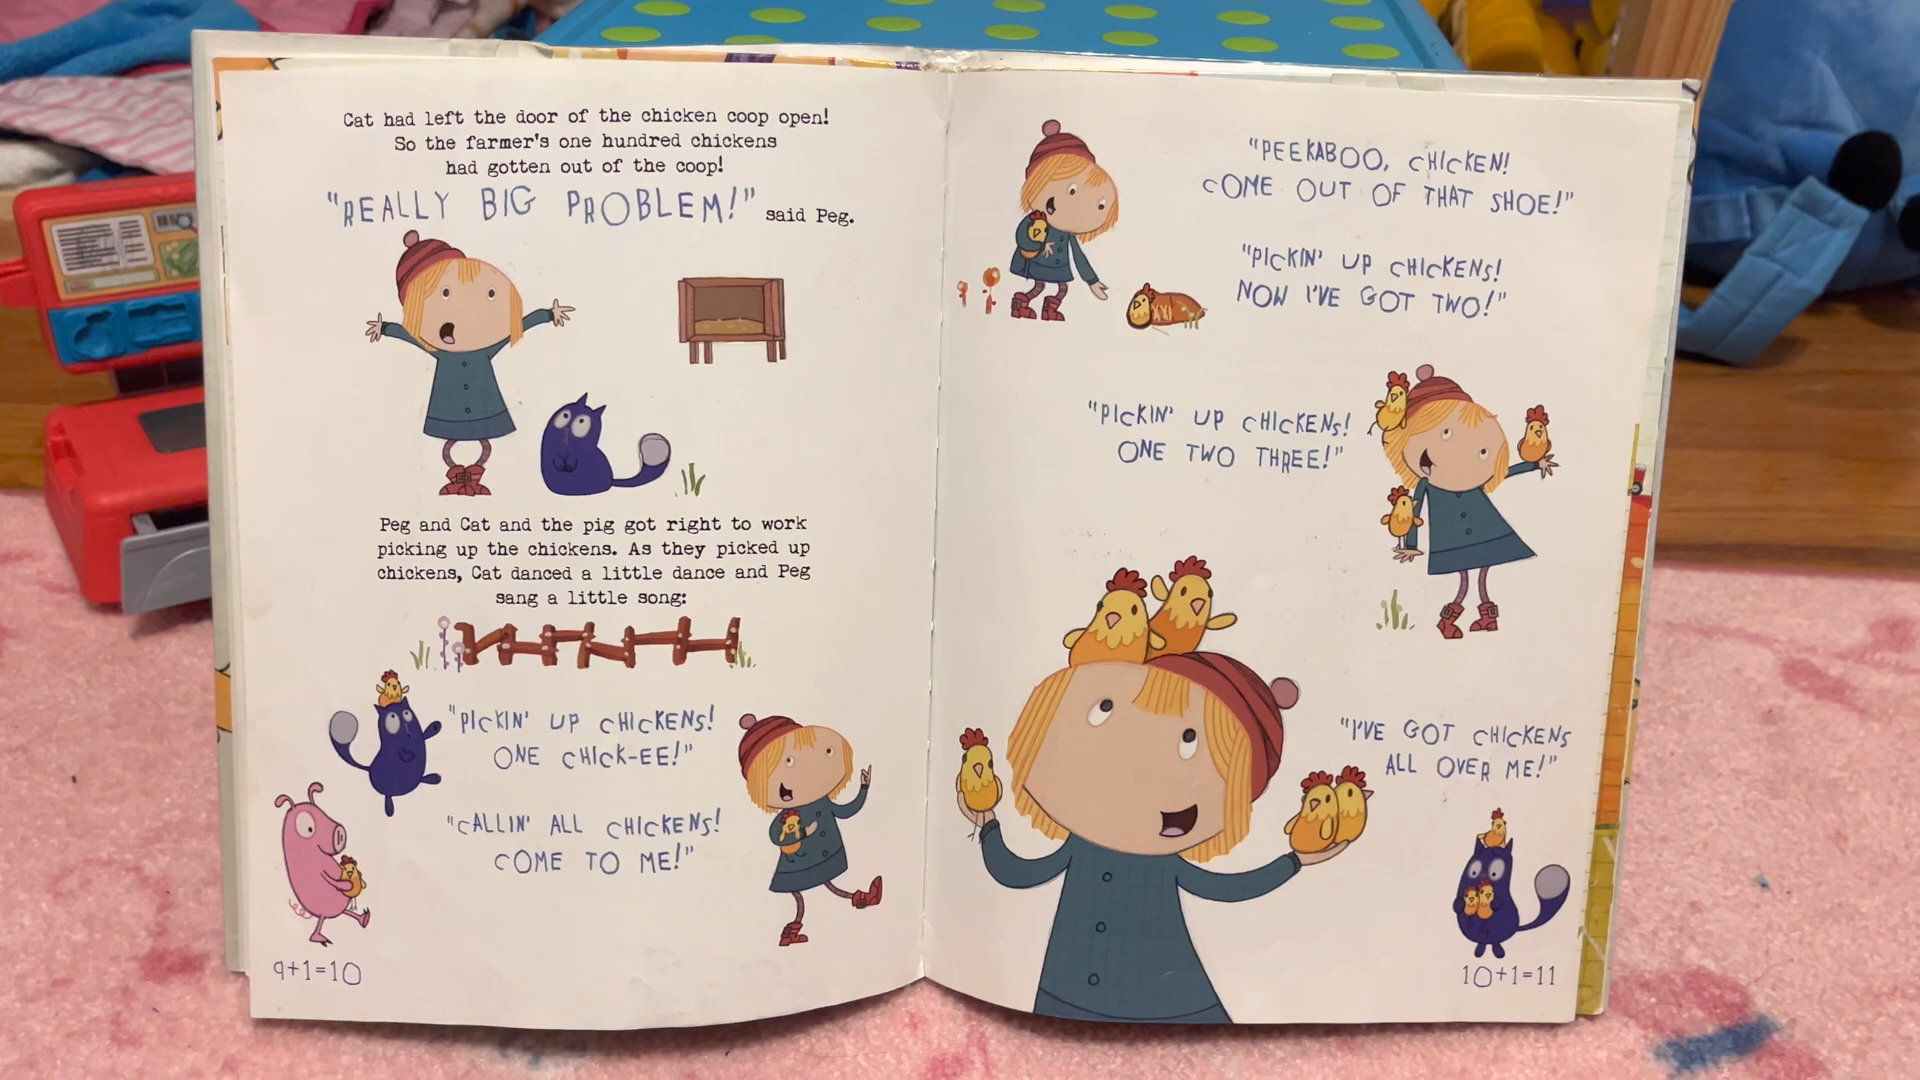 Cat had left the door of the chicken coop open!
So the farmer's one hundred chickens
had gotten out of the coop!
"REALLY BIG PROBLEM!" said Peg.
Peg and Cat and the pig got right to work
picking up the chickens. As they picked up
chickens, Cat danced a little dance and Peg
sang a little song:
"PICKIN' UP CHICKENS!
ONE CHICK-EE!"
"CALLIN' ALL CHICKENS!
COME TO ME!"
9+1=10
"PEEKABOO, CHICKEN!
COME OUT OF THAT SHOE!"
"PICKIN' UP CHICKENS!
NOW I'VE GOT TWO!"
"PICKIN' UP CHICKENS!
ONE TWO THREE!"
"I'VE GOT CHICKENS
ALL OVER ME!"
10+1=11